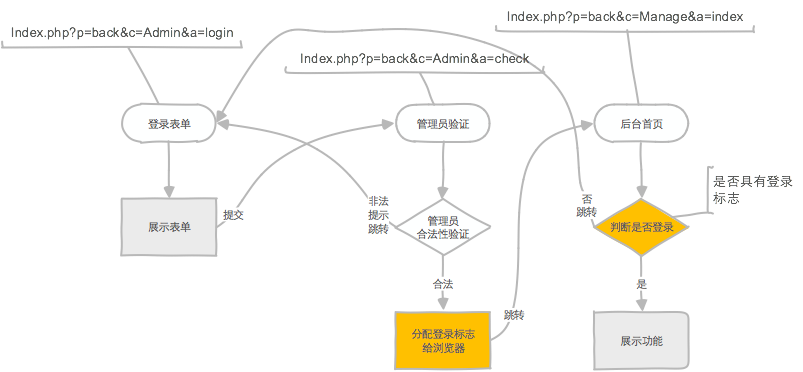 Index.php?p=back&c=Manage&a=index
Index.php?p=back&c=Admin&a=login
Index.php?p=back&c=Admin&a=check
登录表单
管理员验证
后台首页
是否具有登录
标志
非法
提示
跳转
否
跳转
提交
展示表单
管理员
合法性验证
判断是否登录
合法
是
跳转
分配登录标志
给浏览器
展示功能